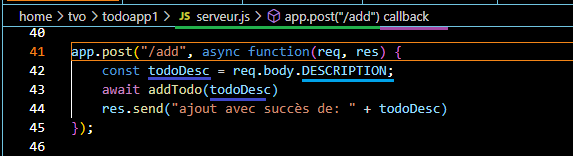 home > tvo > todoapp1 > JS serveur.js > app.post("/add") callback
40
41 app.post("/add", async function(req, res) {
42 const todoDesc = req.body.DESCRIPTION;
43 await addTodo(todoDesc)
44 res.send("ajout avec succès de: " + todoDesc)
45 });
46